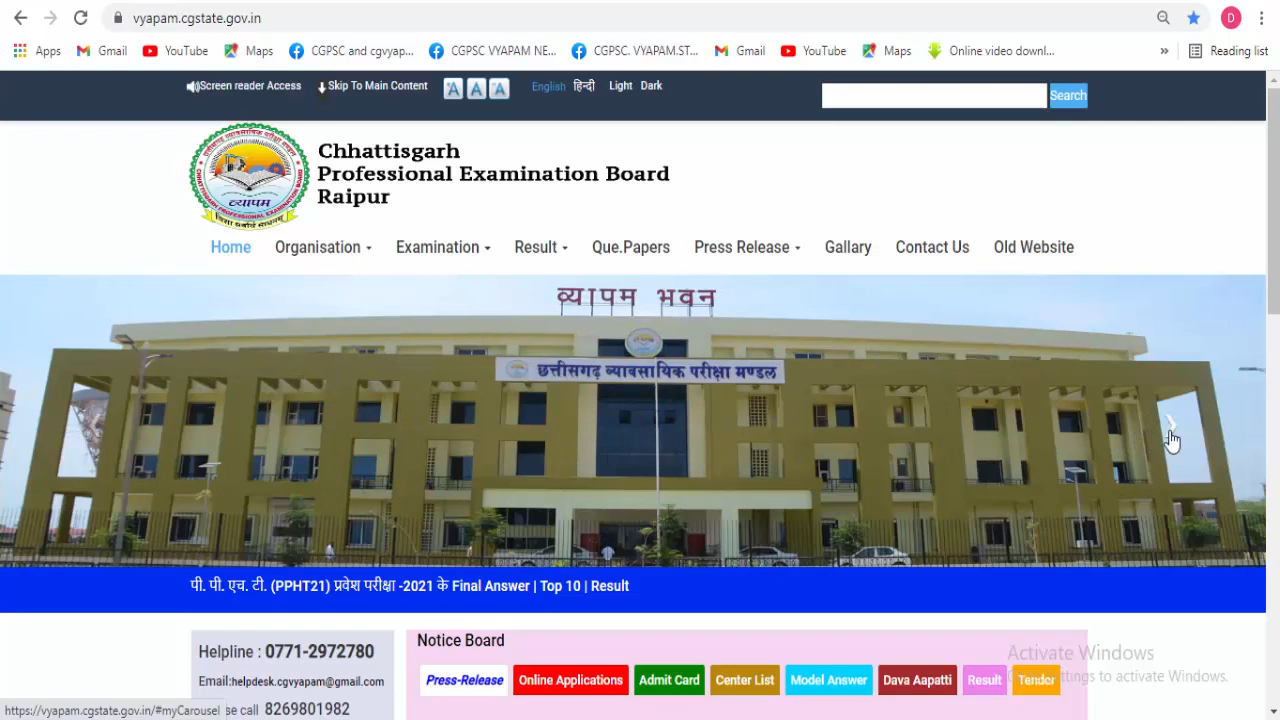 vyapam.cgstate.gov.in
D
Apps Gmail YouTube Maps CGPSC and cgvyap... CGPSC VYAPAM NE... CGPSC. VYAPAM.ST... Gmail YouTube Maps Online video downl... » Reading list
Screen reader Access Skip To Main Content A A A English हिन्दी Light Dark Search
Chhattisgarh
Professional Examination Board
Raipur
व्यापम
CHHATTISGARH PROFESSIONAL EXAMINATION BOARD
Home Organisation Examination Result Que.Papers Press Release Gallary Contact Us Old Website
व्यापम भवन
छत्तीसगढ़ व्यावसायिक परीक्षा मण्डल
पी. पी. एच. टी. (PPHT21) प्रवेश परीक्षा -2021 के Final Answer | Top 10 | Result
Helpline : 0771-2972780
Email:helpdesk.cgvyapam@gmail.com
se call 8269801982
Notice Board
Press-Release Online Applications Admit Card Center List Model Answer Dava Aapatti Result Tender
Activate Windows
ttings to activate Windows.
https://vyapam.cgstate.gov.in/#myCarousel